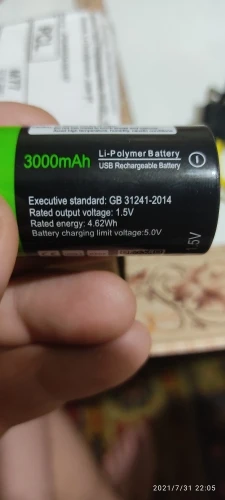 3000mAh
Li-Polymer Battery
USB Rechargeable Battery
Executive standard: GB 31241-2014
Rated output voltage: 1.5V
Rated energy: 4.62Wh
Battery charging limit voltage:5.0V
1.5V
2021/7/31 22:05